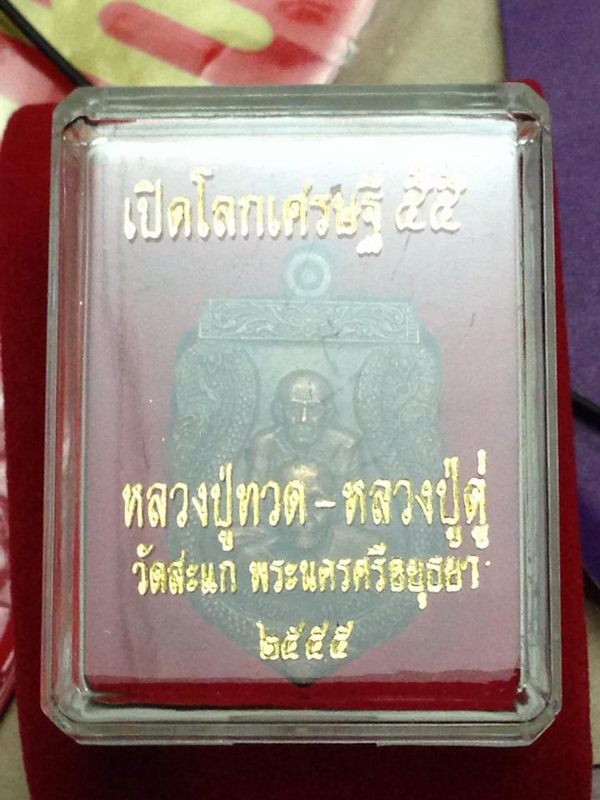 เปิดโลกเศรษฐี ๕๕
หลวงปู่ทวด - หลวงปู่ดู่
วัดสะแก พระนครศรีอยุธยา
๒๕๕๕